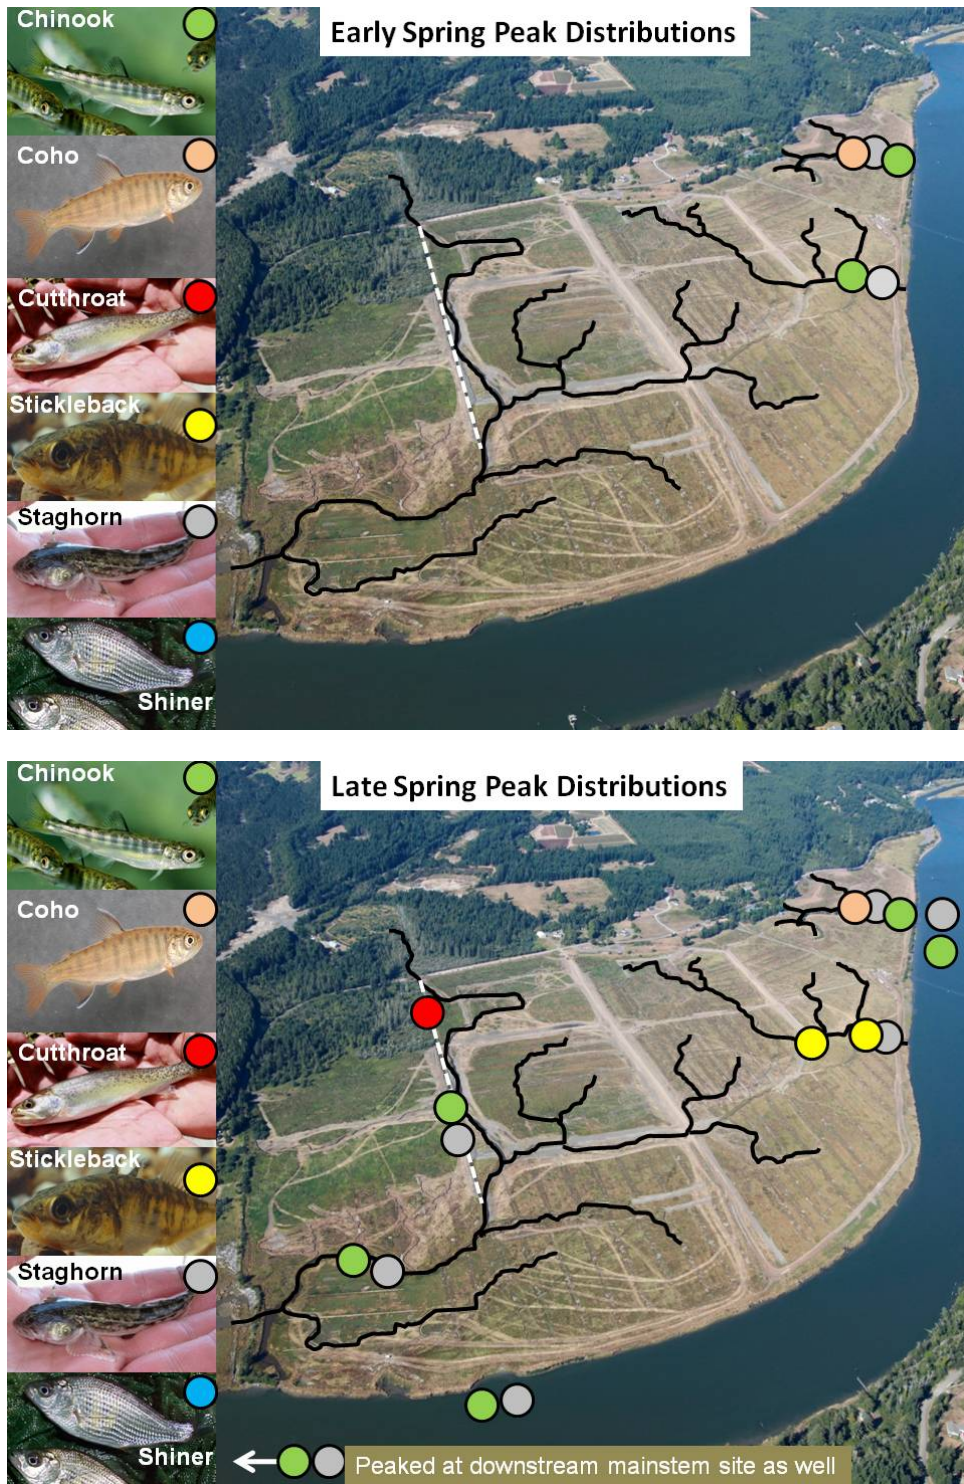 Early Spring Peak Distributions
Chinook
Coho
Cutthroat
Stickleback
Staghorn
Shiner
Late Spring Peak Distributions
Chinook
Coho
Cutthroat
Stickleback
Staghorn
Shiner
Peaked at downstream mainstem site as well